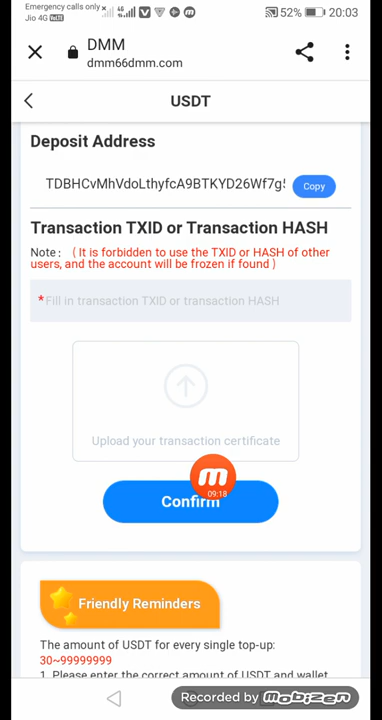 Emergency calls only
Jio 4G VoLTE
4G
52%
20:03
DMM
dmm66dmm.com
USDT
Deposit Address
TDBHCvMhVdoLthyfcA9BTKYD26Wf7g
Copy
Transaction TXID or Transaction HASH
Note： ( It is forbidden to use the TXID or HASH of other
users, and the account will be frozen if found )
*Fill in transaction TXID or transaction HASH
Upload your transaction certificate
Confirm
09:18
Friendly Reminders
The amount of USDT for every single top-up:
30~99999999
1. Please enter the correct amount of USDT and wallet
Recorded by Mobizen